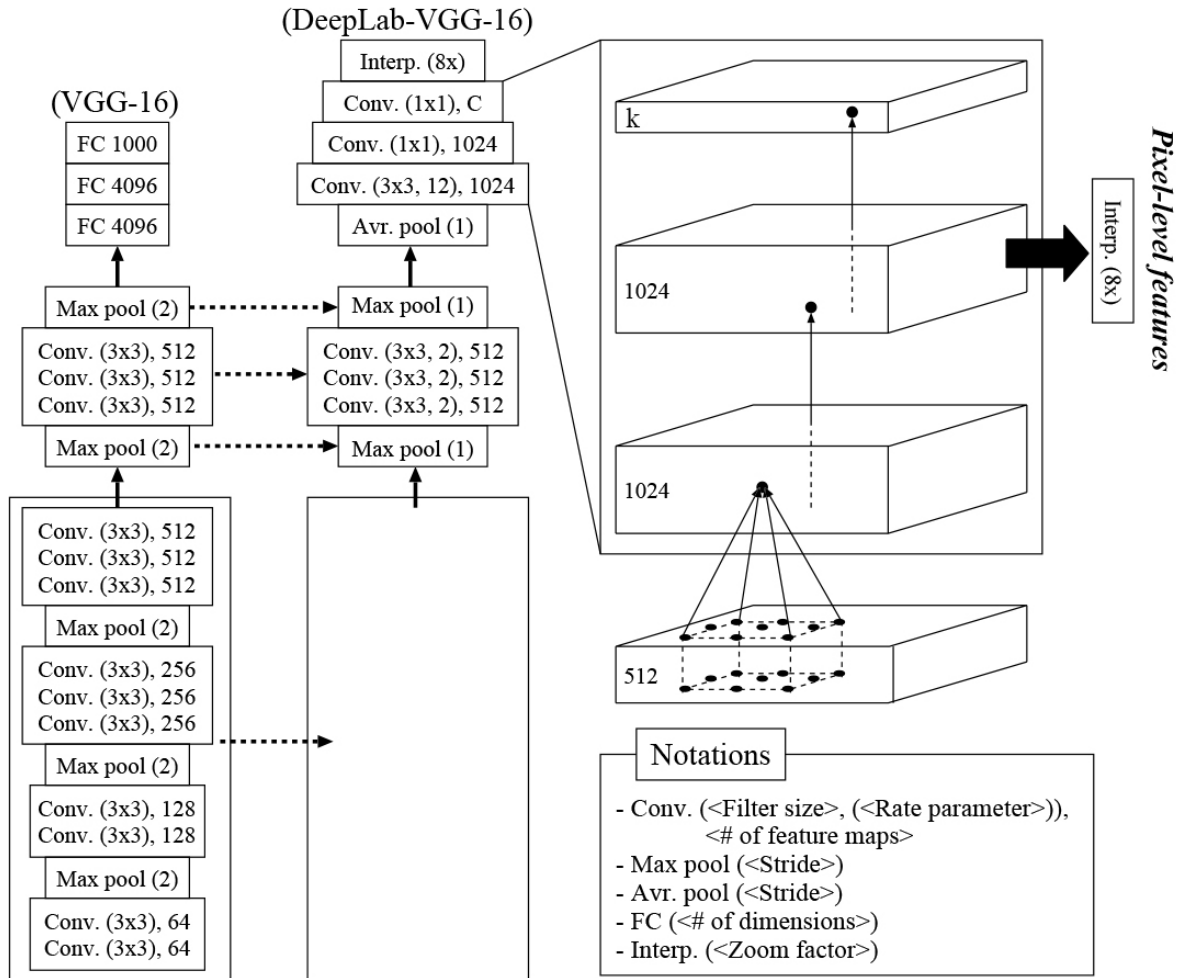 (VGG-16)
FC 1000
FC 4096
FC 4096
Max pool (2)
Conv. (3x3), 512
Conv. (3x3), 512
Conv. (3x3), 512
Max pool (2)
Conv. (3x3), 512
Conv. (3x3), 512
Conv. (3x3), 512
Max pool (2)
Conv. (3x3), 256
Conv. (3x3), 256
Conv. (3x3), 256
Max pool (2)
Conv. (3x3), 128
Conv. (3x3), 128
Max pool (2)
Conv. (3x3), 64
Conv. (3x3), 64
(DeepLab-VGG-16)
Interp. (8x)
Conv. (1x1), C
Conv. (1x1), 1024
Conv. (3x3, 12), 1024
Avr. pool (1)
Max pool (1)
Conv. (3x3, 2), 512
Conv. (3x3, 2), 512
Conv. (3x3, 2), 512
Max pool (1)
k
1024
1024
512
Interp. (8x)
Pixel-level features
Notations
- Conv. (<Filter size>, (<Rate parameter>)),
<# of feature maps>
- Max pool (<Stride>)
- Avr. pool (<Stride>)
- FC (<# of dimensions>)
- Interp. (<Zoom factor>)